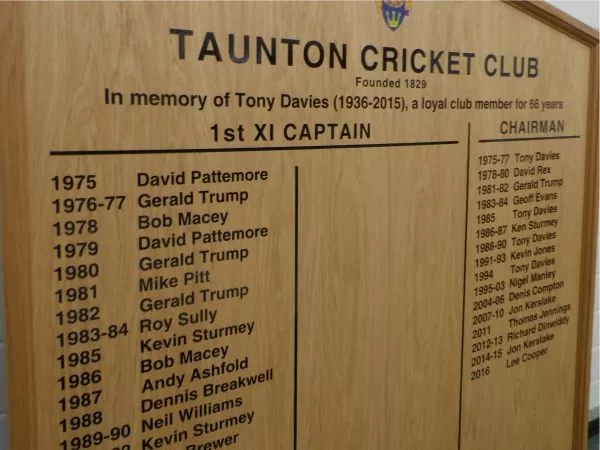 TAUNTON CRICKET CLUB
Founded 1829
In memory of Tony Davies (1936-2015), a loyal club member for 66 years
1st XI CAPTAIN
1975 David Pattemore
1976-77 Gerald Trump
1978 Bob Macey
1979 David Pattemore
1980 Gerald Trump
1981 Mike Pitt
1982 Gerald Trump
1983-84 Roy Sully
1985 Kevin Sturmey
1986 Bob Macey
1987 Andy Ashfold
1988 Dennis Breakwell
1989-90 Neil Williams
Kevin Sturmey
Brewer
CHAIRMAN
1975-77 Tony Davies
1978-80 David Rex
1981-82 Gerald Trump
1983-84 Geoff Evans
1985 Tony Davies
1986-87 Ken Sturmey
1988-90 Tony Davies
1991-93 Kevin Jones
1994 Tony Davies
1995-03 Nigel Manley
2004-06 Denis Compton
2007-10 Jon Kerslake
2011 Thomas Jennings
2012-13 Richard Dinwiddy
2014-15 Jon Kerslake
2016 Lee Cooper